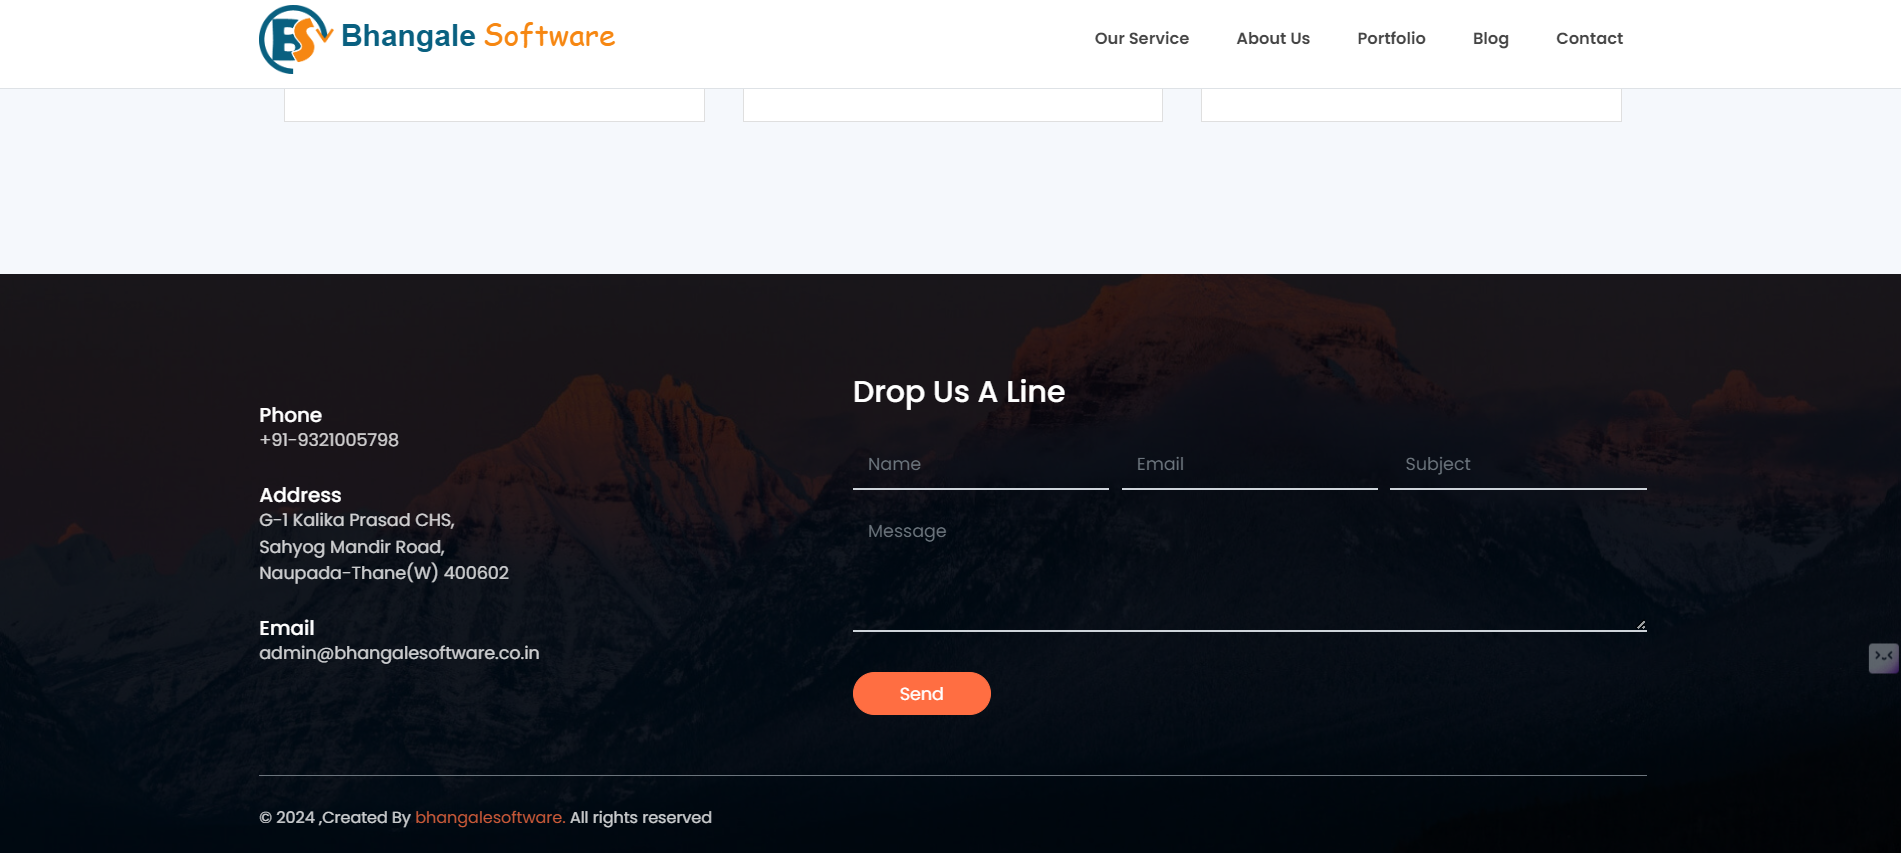 BS Bhangale Software
Our Service About Us Portfolio Blog Contact
Phone
+91-9321005798
Address
G-1 Kalika Prasad CHS,
Sahyog Mandir Road,
Naupada-Thane(W) 400602
Email
admin@bhangalesoftware.co.in
Drop Us A Line
Name Email Subject
Message
Send
© 2024 ,Created By bhangalesoftware. All rights reserved